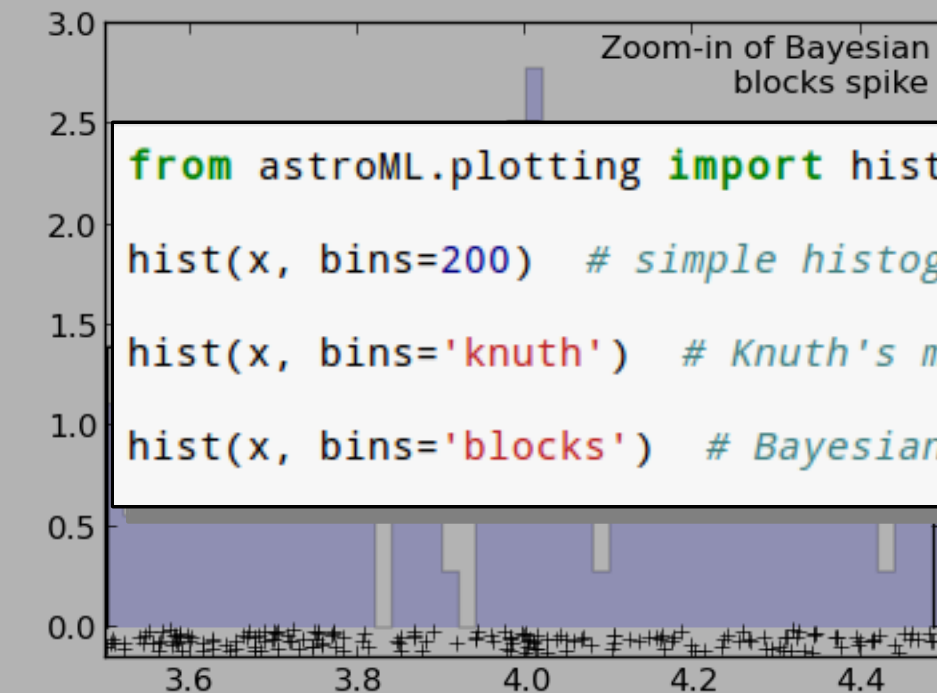 3.0
Zoom-in of Bayesian
blocks spike
2.5
from astroML.plotting import hist
hist(x, bins=200) # simple
2.0
hist(x, bins='knuth') # Knuth's
1.5
hist(x, bins='blocks') # Bayesian
1.0
0.5
0.0
3.6 3.8 4.0 4.2 4.4